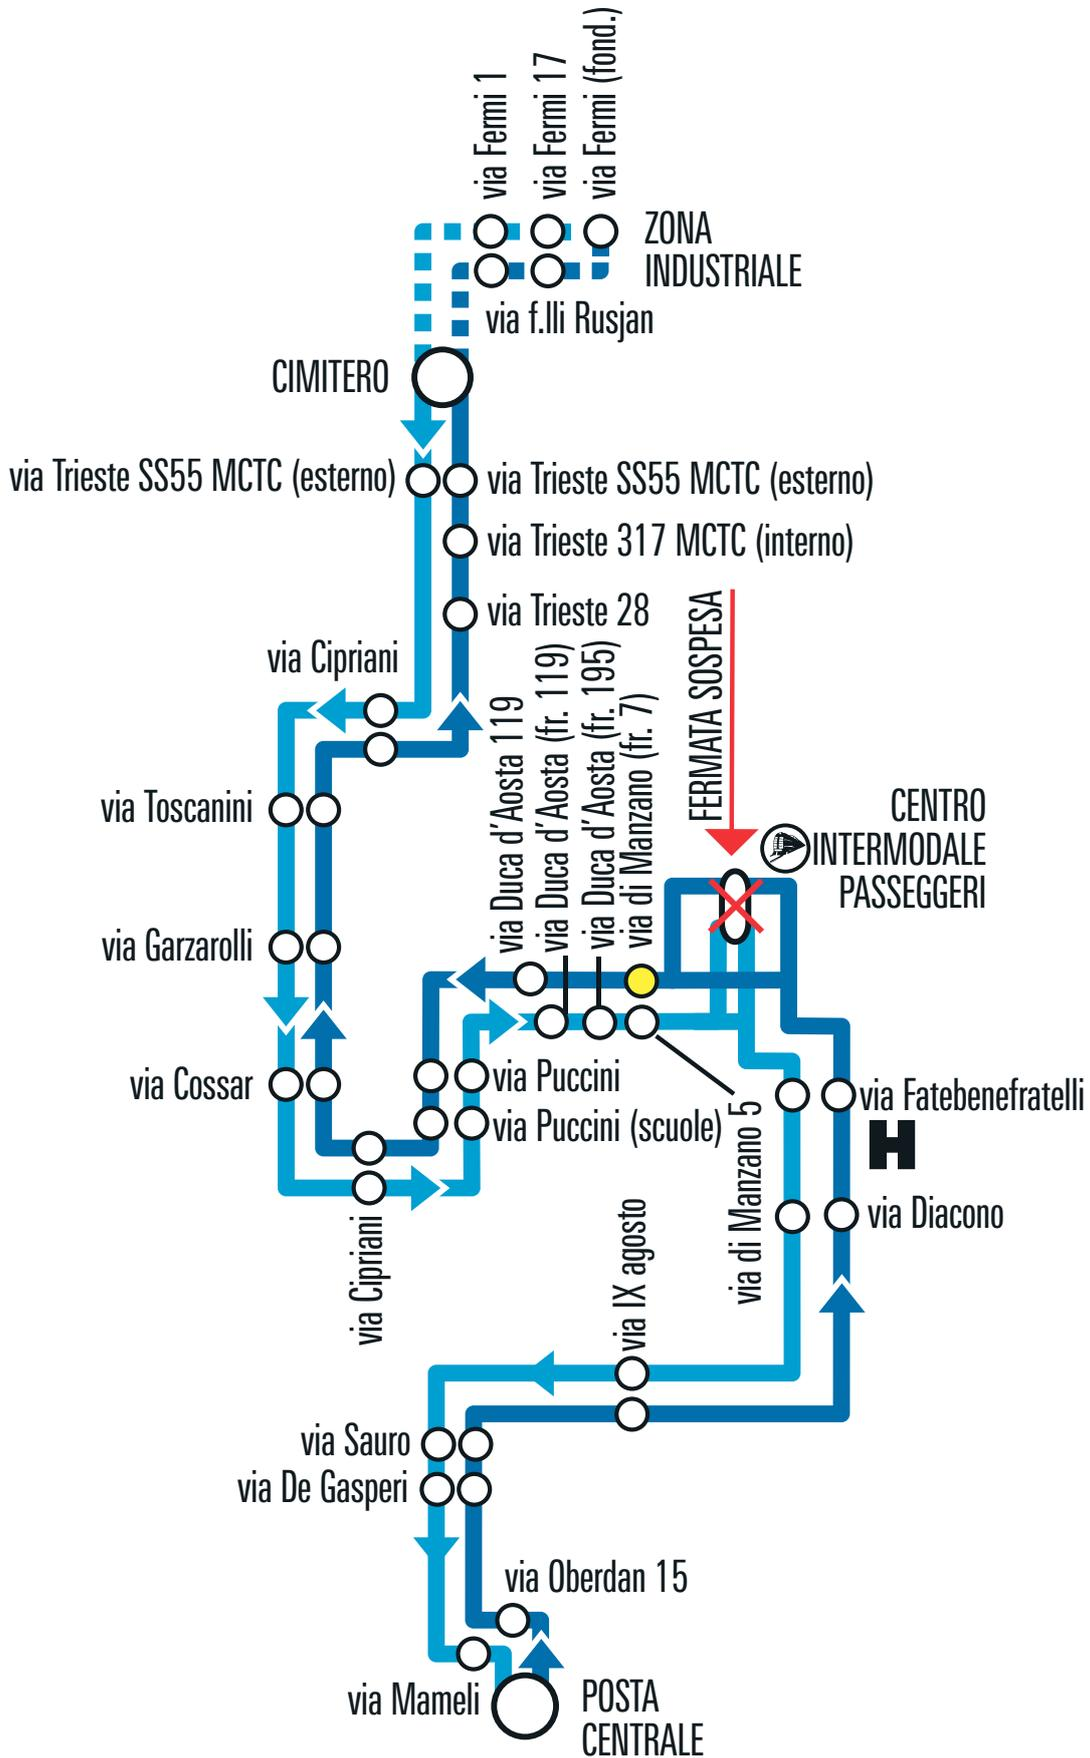 via Fermi 1
via Fermi 17
via Fermi (fond.)
ZONA
INDUSTRIALE
via f.lli Rusjan
CIMITERO
via Trieste SS55 MCTC (esterno)
via Trieste SS55 MCTC (esterno)
via Trieste 317 MCTC (interno)
via Trieste 28
via Cipriani
via Duca d'Aosta 119
via Duca d'Aosta (fr. 119)
via Duca d'Aosta (fr. 195)
via di Manzano (fr. 7)
FERMATA SOSPESA
via Toscanini
CENTRO
INTERMODALE
PASSEGGERI
via Garzarolli
via Cossar
via Puccini
via Puccini (scuole)
via di Manzano 5
via Fatebenefratelli
H
via Diacono
via Cipriani
via IX agosto
via Sauro
via De Gasperi
via Oberdan 15
via Mameli
POSTA
CENTRALE